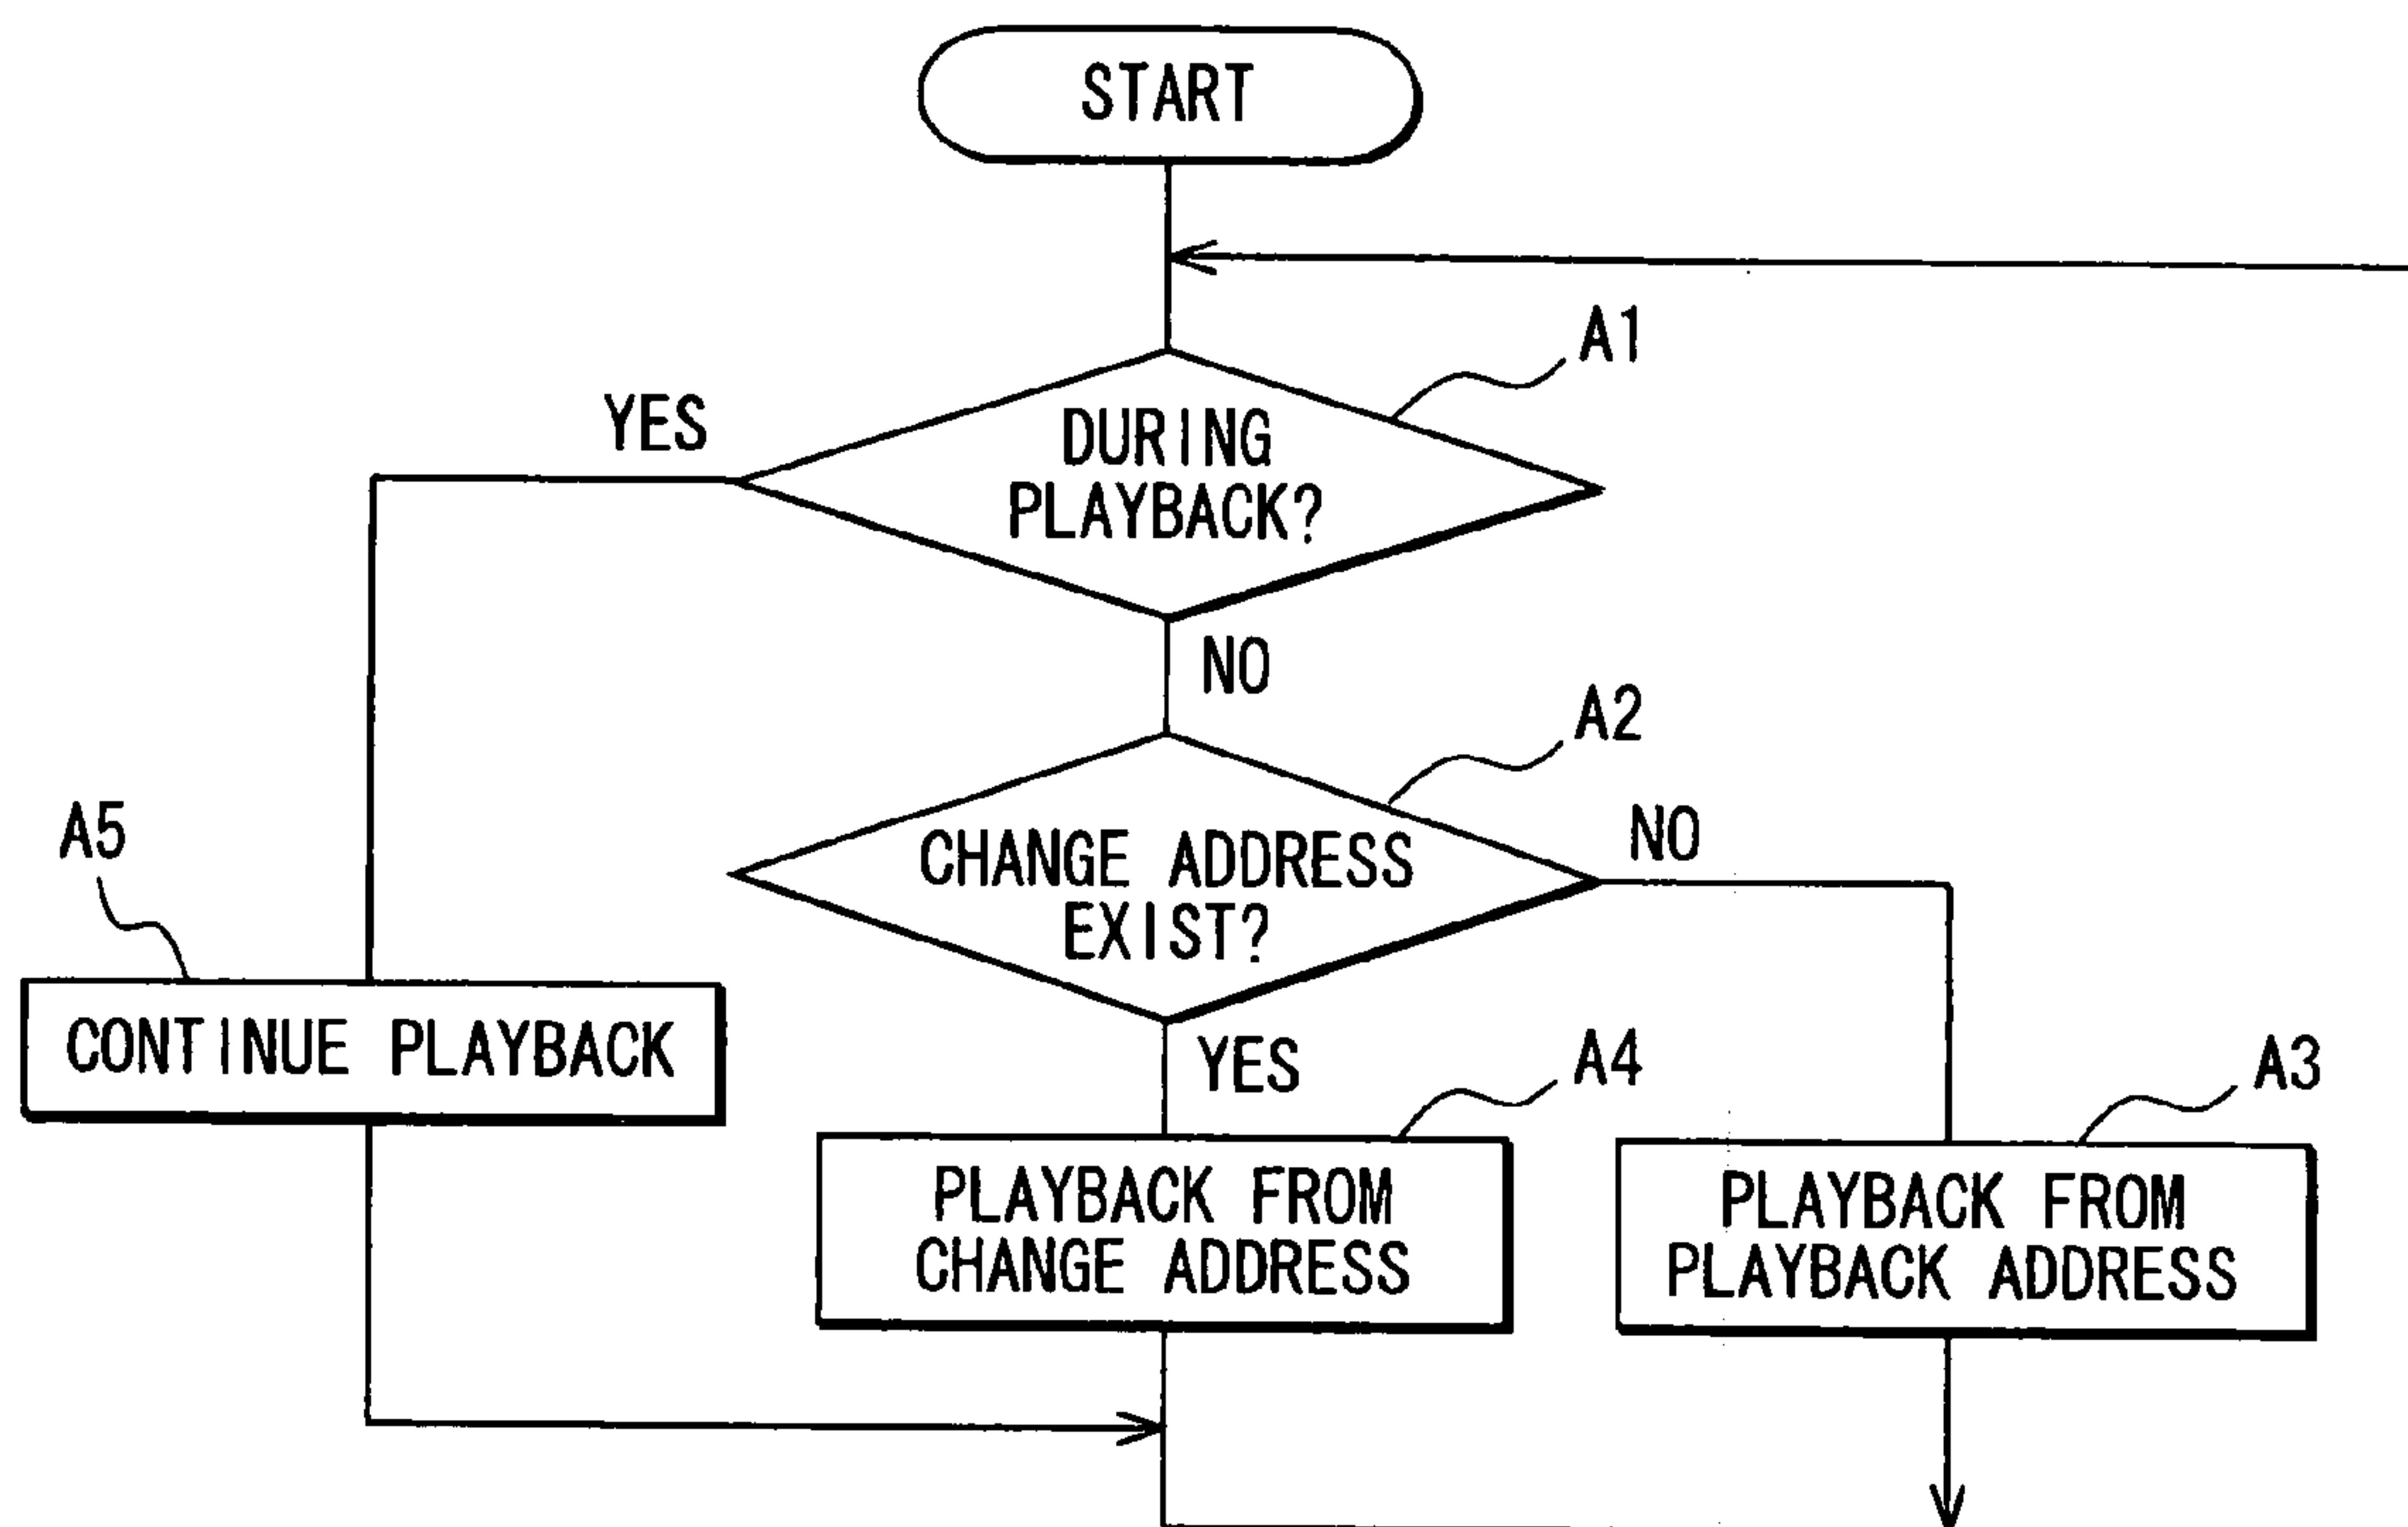 START
A1
YES
DURING
PLAYBACK?
NO
A2
A5
NO
CHANGE ADDRESS
EXIST?
CONTINUE PLAYBACK
YES
A4
A3
PLAYBACK FROM
CHANGE ADDRESS
PLAYBACK FROM
PLAYBACK ADDRESS